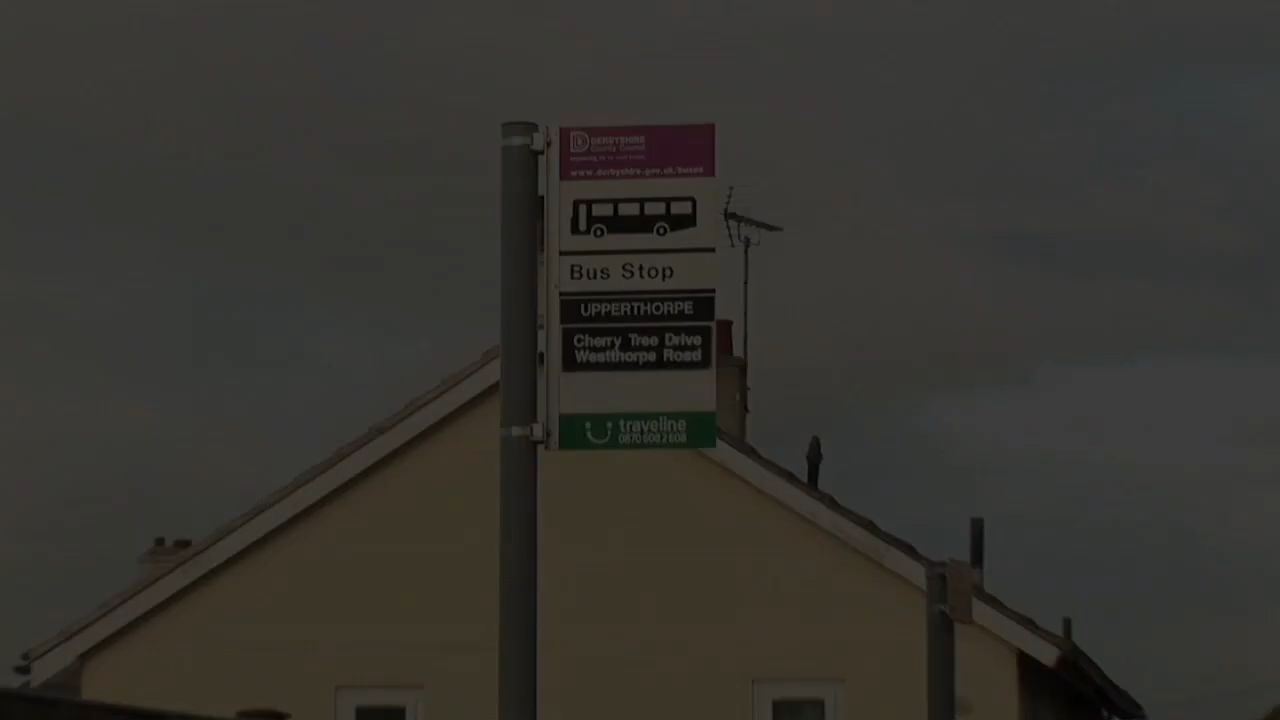 DERBYSHIRE
County Council
www.derbyshire.gov.uk/buses
Bus Stop
UPPERTHORPE
Cherry Tree Drive
Westthorpe Road
traveline
0870 608 2 608